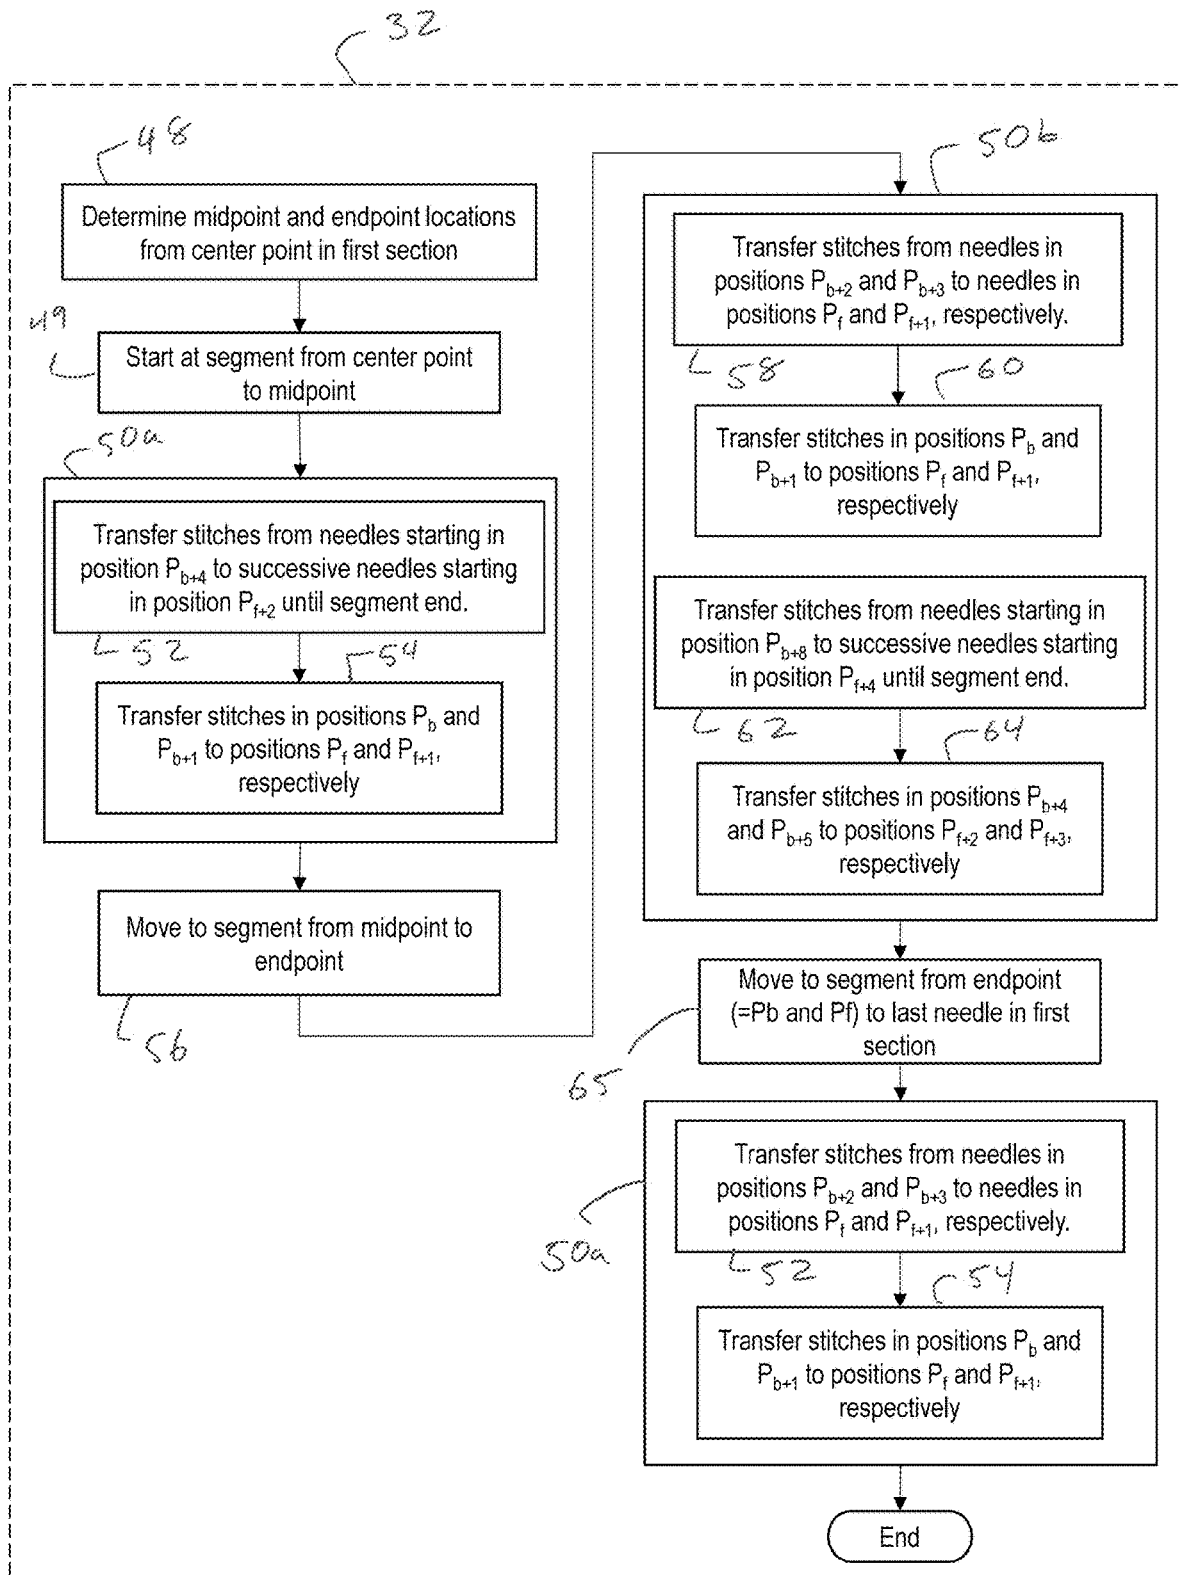 32
48
Determine midpoint and endpoint locations
from center point in first section
49
Start at segment from center point
to midpoint
50a
Transfer stitches from needles starting in
position Pb+4 to successive needles starting
in position Pf+2 until segment end.
52
54
Transfer stitches in positions Pb and
Pb+1 to positions Pf and Pf+1,
respectively
Move to segment from midpoint to
endpoint
56
50b
Transfer stitches from needles in
positions Pb+2 and Pb+3 to needles in
positions Pf and Pf+1, respectively.
58
60
Transfer stitches in positions Pb and
Pb+1 to positions Pf and Pf+1,
respectively
Transfer stitches from needles starting in
position Pb+8 to successive needles starting
in position Pf+4 until segment end.
62
64
Transfer stitches in positions Pb+4
and Pb+5 to positions Pf+2 and Pf+3,
respectively
Move to segment from endpoint
(=Pb and Pf) to last needle in first
section
65
Transfer stitches from needles in
positions Pb+2 and Pb+3 to needles in
positions Pf and Pf+1, respectively.
50a
52
54
Transfer stitches in positions Pb and
Pb+1 to positions Pf and Pf+1,
respectively
End